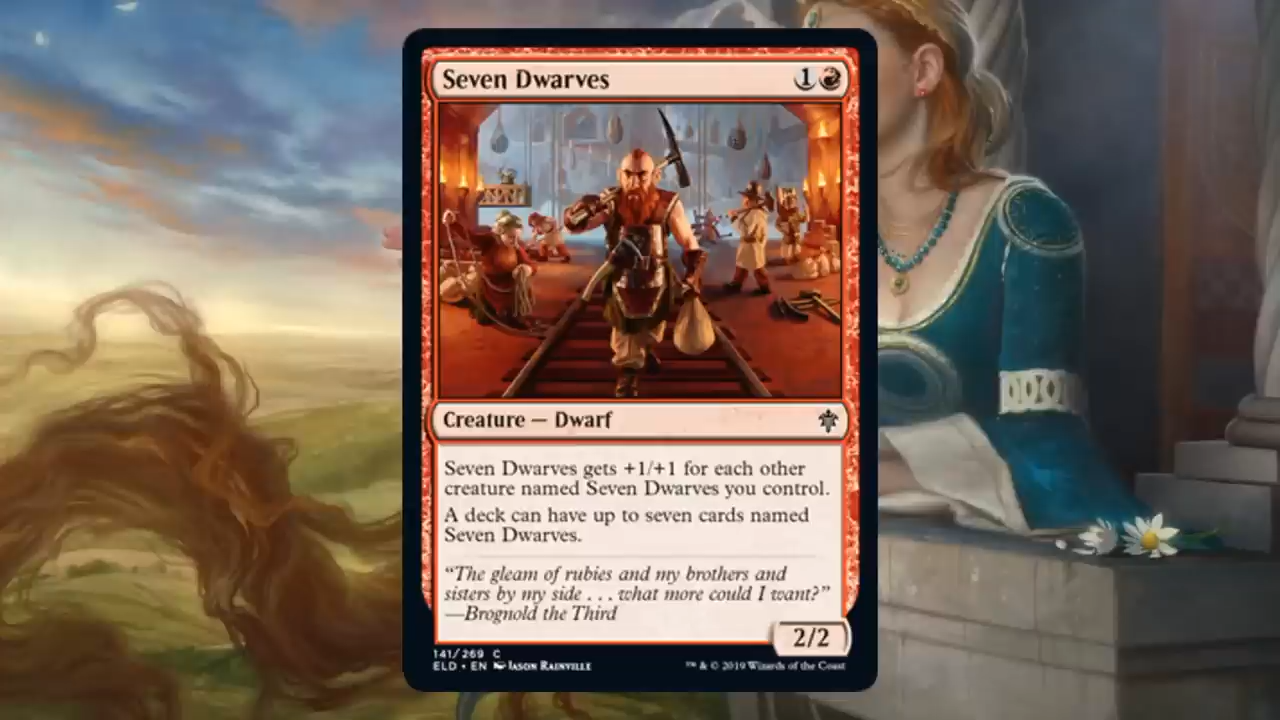 Seven Dwarves 1
Creature — Dwarf
Seven Dwarves gets +1/+1 for each other
creature named Seven Dwarves you control.
A deck can have up to seven cards named
Seven Dwarves.
“The gleam of rubies and my brothers and
sisters by my side . . . what more could I want?”
—Brognold the Third
2/2
141/269 C
ELD • EN Jason Rainville
™ & © 2019 Wizards of the Coast